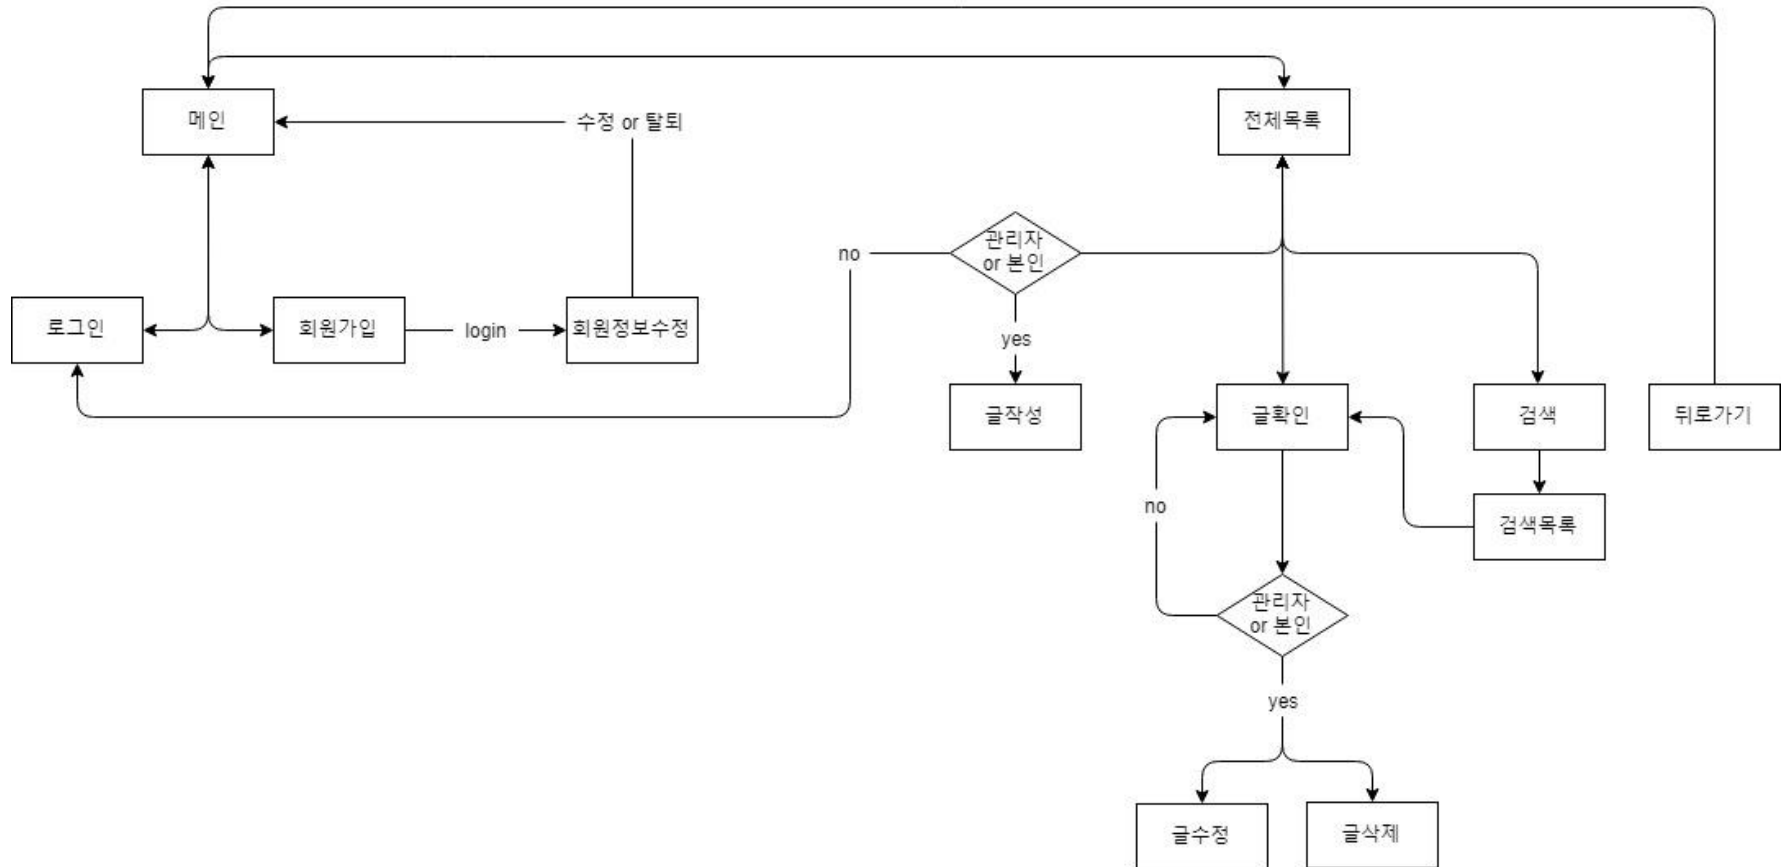 메인
수정 or 탈퇴
전체목록
관리자
or 본인
no
로그인
회원가입
login
회원정보수정
yes
글작성
글확인
검색
뒤로가기
no
검색목록
관리자
or 본인
yes
글수정
글삭제